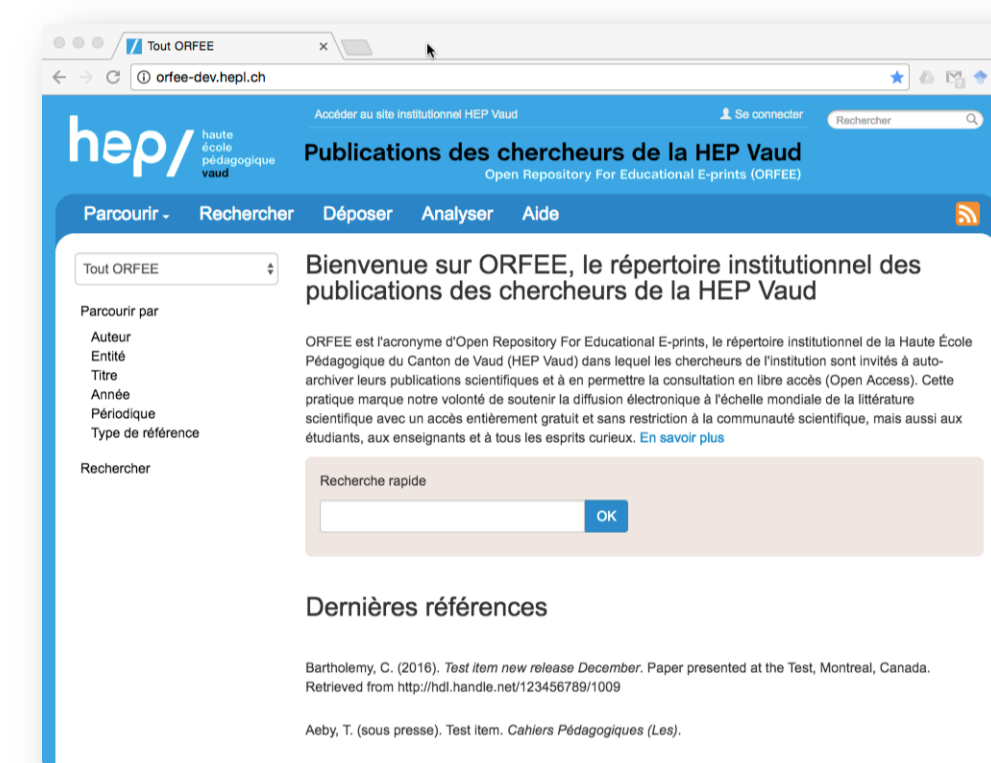 Tout ORFEE
orfee-dev.hepl.ch
Accéder au site institutionnel HEP Vaud
Se connecter
Rechercher
hep/
haute
école
pédagogique
vaud
Publications des chercheurs de la HEP Vaud
Open Repository For Educational E-prints (ORFEE)
Parcourir
Rechercher
Déposer
Analyser
Aide
Tout ORFEE
Parcourir par
Auteur
Entité
Titre
Année
Périodique
Type de référence
Rechercher
Bienvenue sur ORFEE, le répertoire institutionnel des
publications des chercheurs de la HEP Vaud
ORFEE est l'acronyme d'Open Repository For Educational E-prints, le répertoire institutionnel de la Haute École
Pédagogique du Canton de Vaud (HEP Vaud) dans lequel les chercheurs de l'institution sont invités à auto-
archiver leurs publications scientifiques et à en permettre la consultation en libre accès (Open Access). Cette
pratique marque notre volonté de soutenir la diffusion électronique à l'échelle mondiale de la littérature
scientifique avec un accès entièrement gratuit et sans restriction à la communauté scientifique, mais aussi aux
étudiants, aux enseignants et à tous les esprits curieux. En savoir plus
Recherche rapide
OK
Dernières références
Bartholemy, C. (2016). Test item new release December. Paper presented at the Test, Montreal, Canada.
Retrieved from http://hdl.handle.net/123456789/1009
Aeby, T. (sous presse). Test item. Cahiers Pédagogiques (Les).